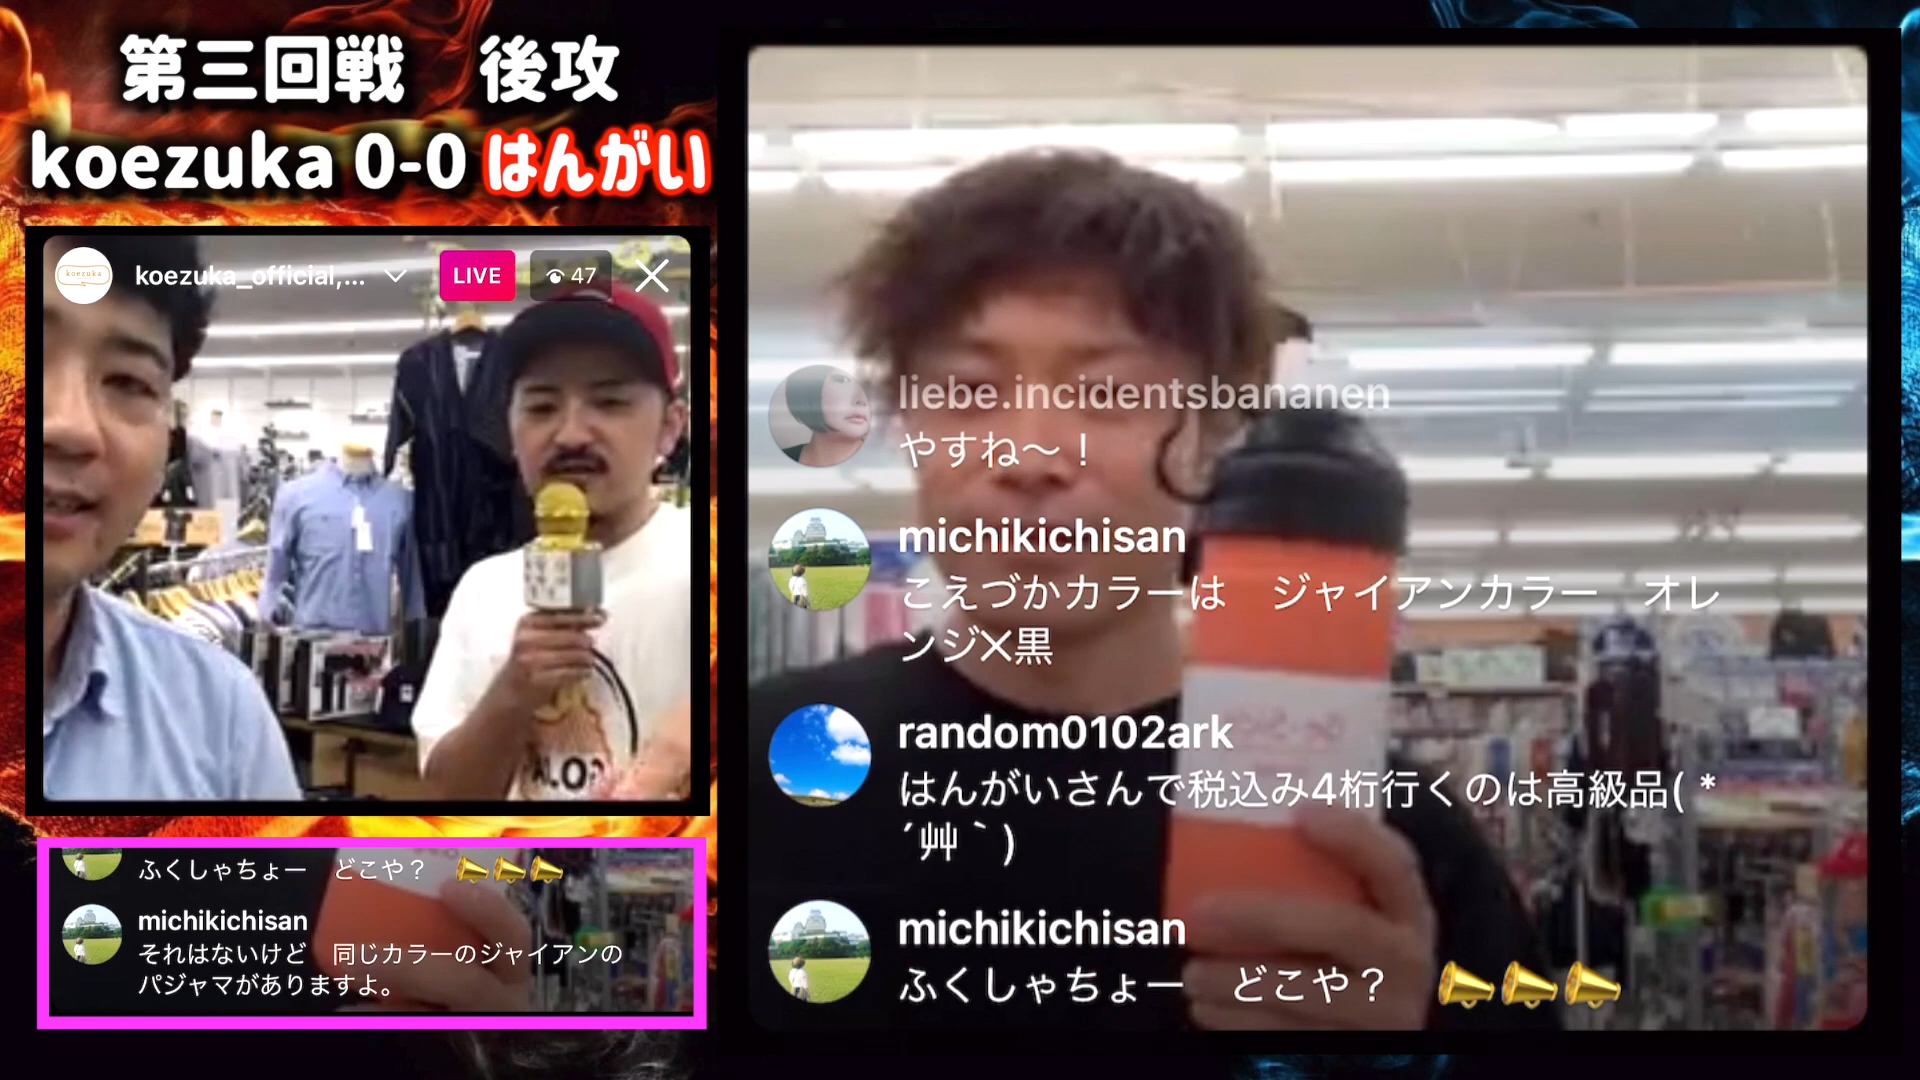 第三回戦　後攻
koezuka 0-0 はんがい
koezuka
koezuka_official,...
LIVE
47
liebe.incidentsbananen
やすね〜！
michikichisan
こえづかカラーは　ジャイアンカラー　オレ
ンジ✕黒
random0102ark
はんがいさんで税込み4桁行くのは高級品( *
´艸｀)
michikichisan
ふくしゃちょー　どこや？　📣📣📣
ふくしゃちょー　どこや？　📣📣📣
michikichisan
それはないけど　同じカラーのジャイアンの
パジャマがありますよ。